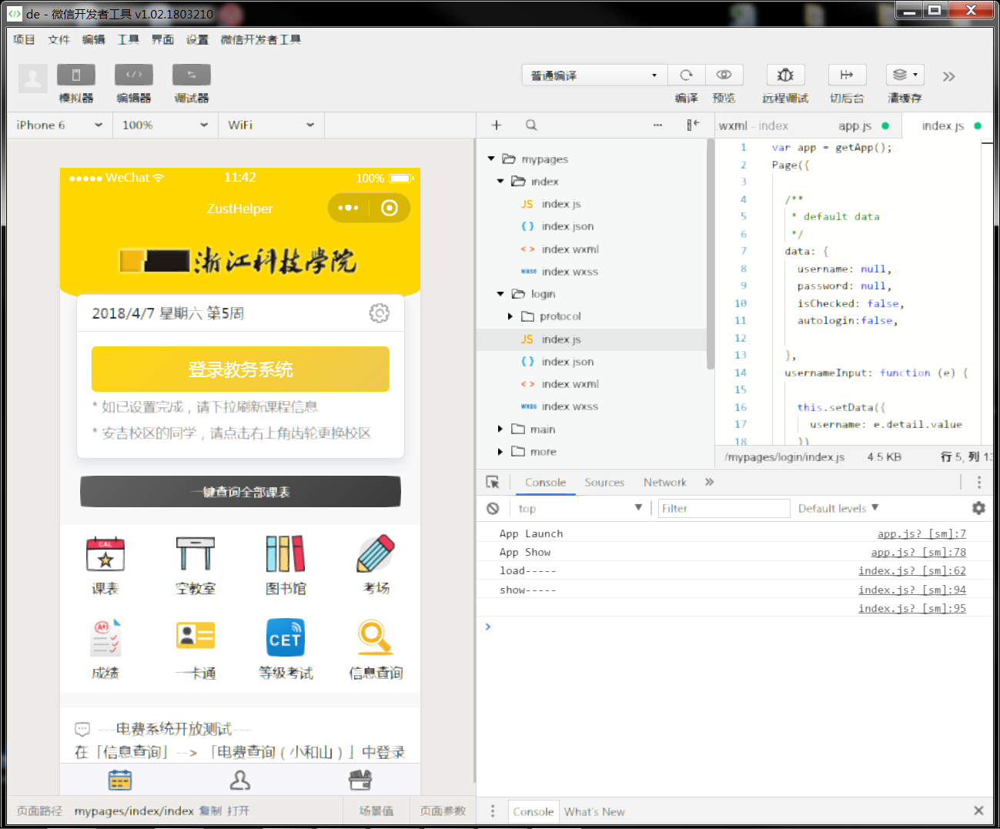 de - 微信开发者工具 v1.02.1803210
项目 文件 编辑 工具 界面 设置 微信开发者工具
模拟器 编辑器 调试器
普通编译
编译 预览 远程调试 切后台 清缓存
iPhone 6 100% WiFi
WeChat 11:42 100%
ZustHelper
浙江科技学院
2018/4/7 星期六 第5周
登录教务系统
* 如已设置完成，请下拉刷新课程信息
* 安吉校区的同学，请点击右上角齿轮更换校区
一键查询全部课表
CAL
课表 空教室 图书馆 考场
A+
CET
成绩 一卡通 等级考试 信息查询
---电费系统开放测试---
在「信息查询」--> 「电费查询（小和山）」中登录
页面路径 mypages/index/index 复制 打开 场景值 页面参数
mypages
index
JS index.js
{ } index.json
< > index.wxml
wxss index.wxss
login
protocol
JS index.js
{ } index.json
< > index.wxml
wxss index.wxss
main
more
.wxml - index app.js index.js
1 var app = getApp();
2 Page({
3
4 /**
5 * default data
6 */
7 data: {
8 username: null,
9 password: null,
10 isChecked: false,
11 autologin:false,
12
13 },
14 usernameInput: function (e) {
15
16 this.setData({
17 username: e.detail.value
18 })
/mypages/login/index.js 4.5 KB 行 5, 列 13
Console Sources Network »
top Filter Default levels
App Launch app.js? [sm]:7
App Show app.js? [sm]:78
load----- index.js? [sm]:62
show----- index.js? [sm]:94
index.js? [sm]:95
>
Console What's New